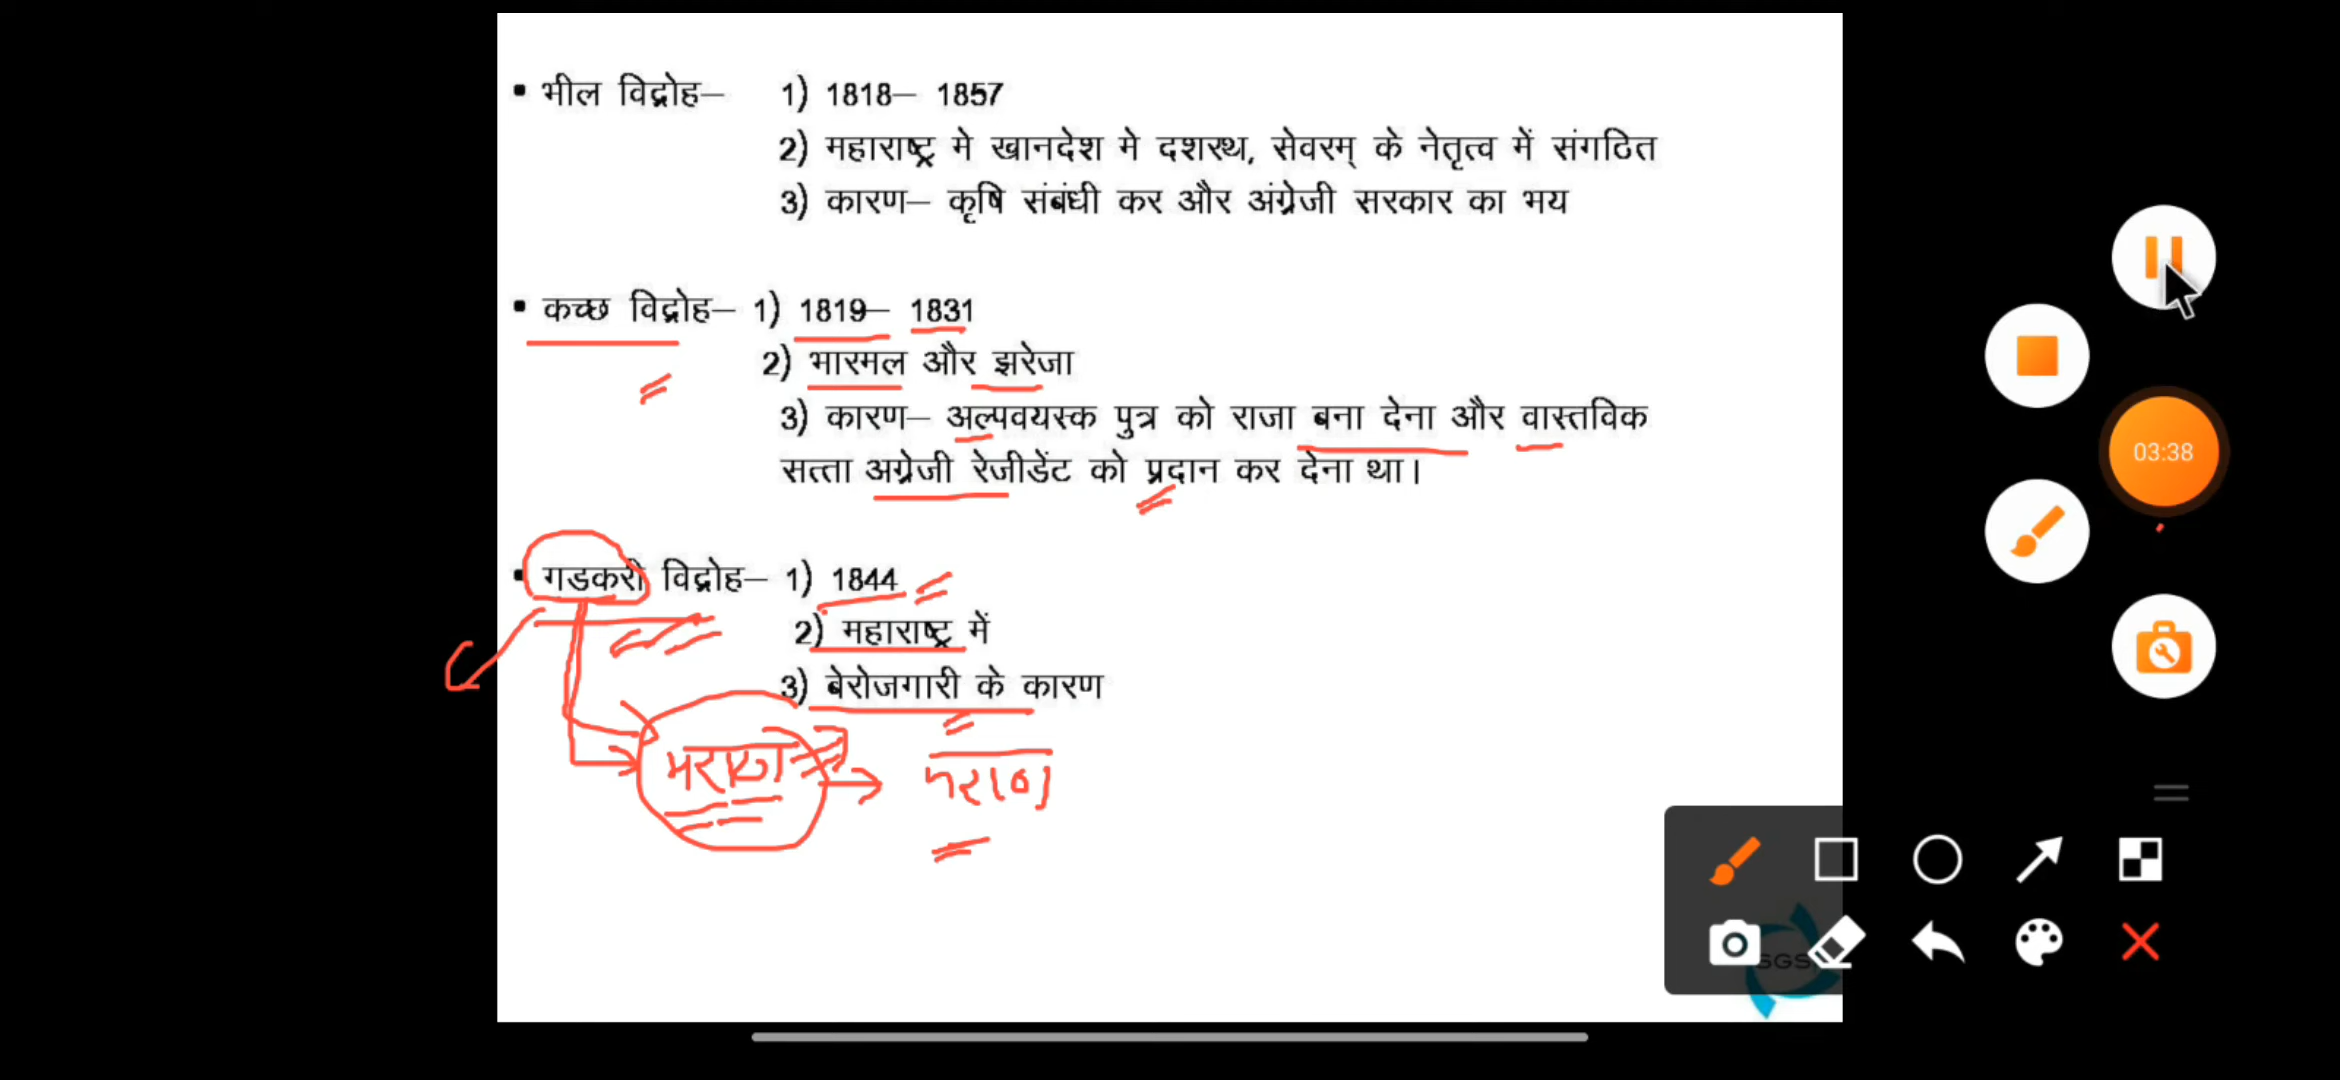 • भील विद्रोह– 1) 1818– 1857
2) महाराष्ट्र मे खानदेश मे दशरथ, सेवरम् के नेतृत्व में संगठित
3) कारण– कृषि संबंधी कर और अंग्रेजी सरकार का भय
• कच्छ विद्रोह– 1) 1819– 1831
2) भारमल और झरेजा
3) कारण– अल्पवयस्क पुत्र को राजा बना देना और वास्तविक
सत्ता अग्रेजी रेजीडेंट को प्रदान कर देना था।
03:38
• गडकरी विद्रोह– 1) 1844
2) महाराष्ट्र में
3) बेरोजगारी के कारण
SGS